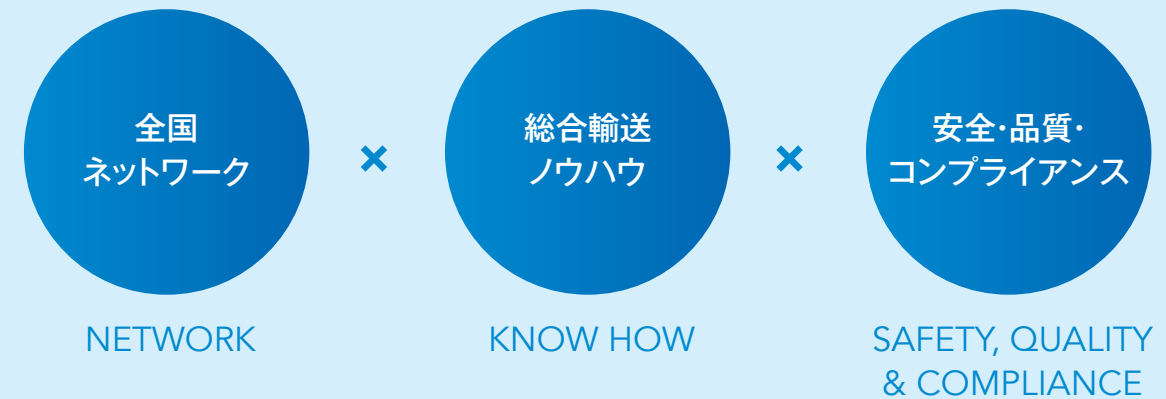 全国
ネットワーク
×
総合輸送
ノウハウ
×
安全・品質・
コンプライアンス
NETWORK
KNOW HOW
SAFETY, QUALITY
& COMPLIANCE